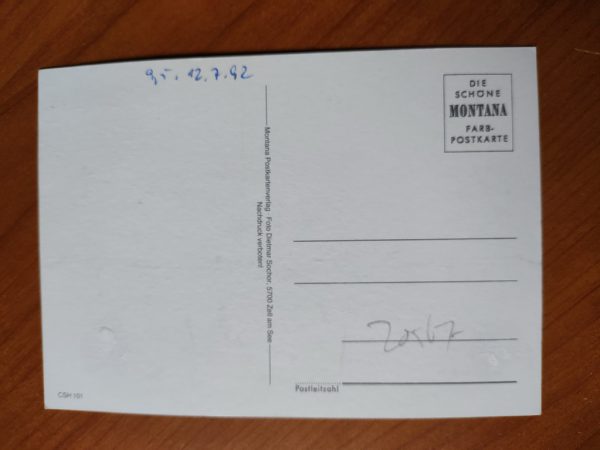 12.7.92
DIE
SCHÖNE
MONTANA
FARB-
POSTKARTE
Montana Postkartenverlag · Foto Dietmar Sochor, 5700 Zell am See
Nachdruck verboten!
Postleitzahl
CSH 101